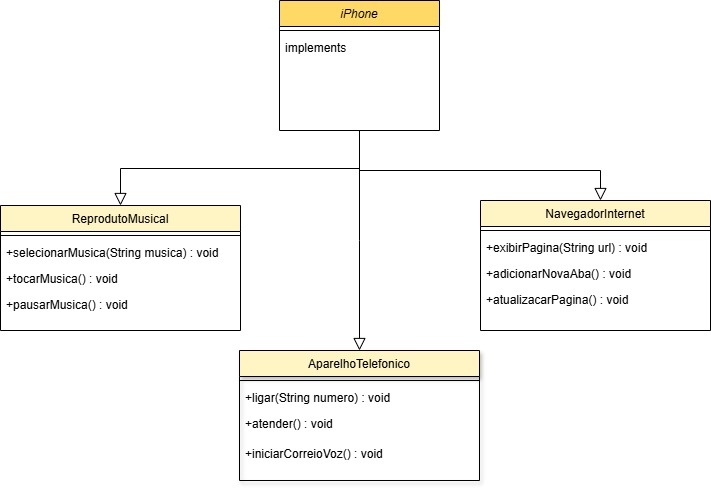 iPhone
implements
ReprodutoMusical
+selecionarMusica(String musica) : void
+tocarMusica() : void
+pausarMusica() : void
NavegadorInternet
+exibirPagina(String url) : void
+adicionarNovaAba() : void
+atualizacarPagina() : void
AparelhoTelefonico
+ligar(String numero) : void
+atender() : void
+iniciarCorreioVoz() : void